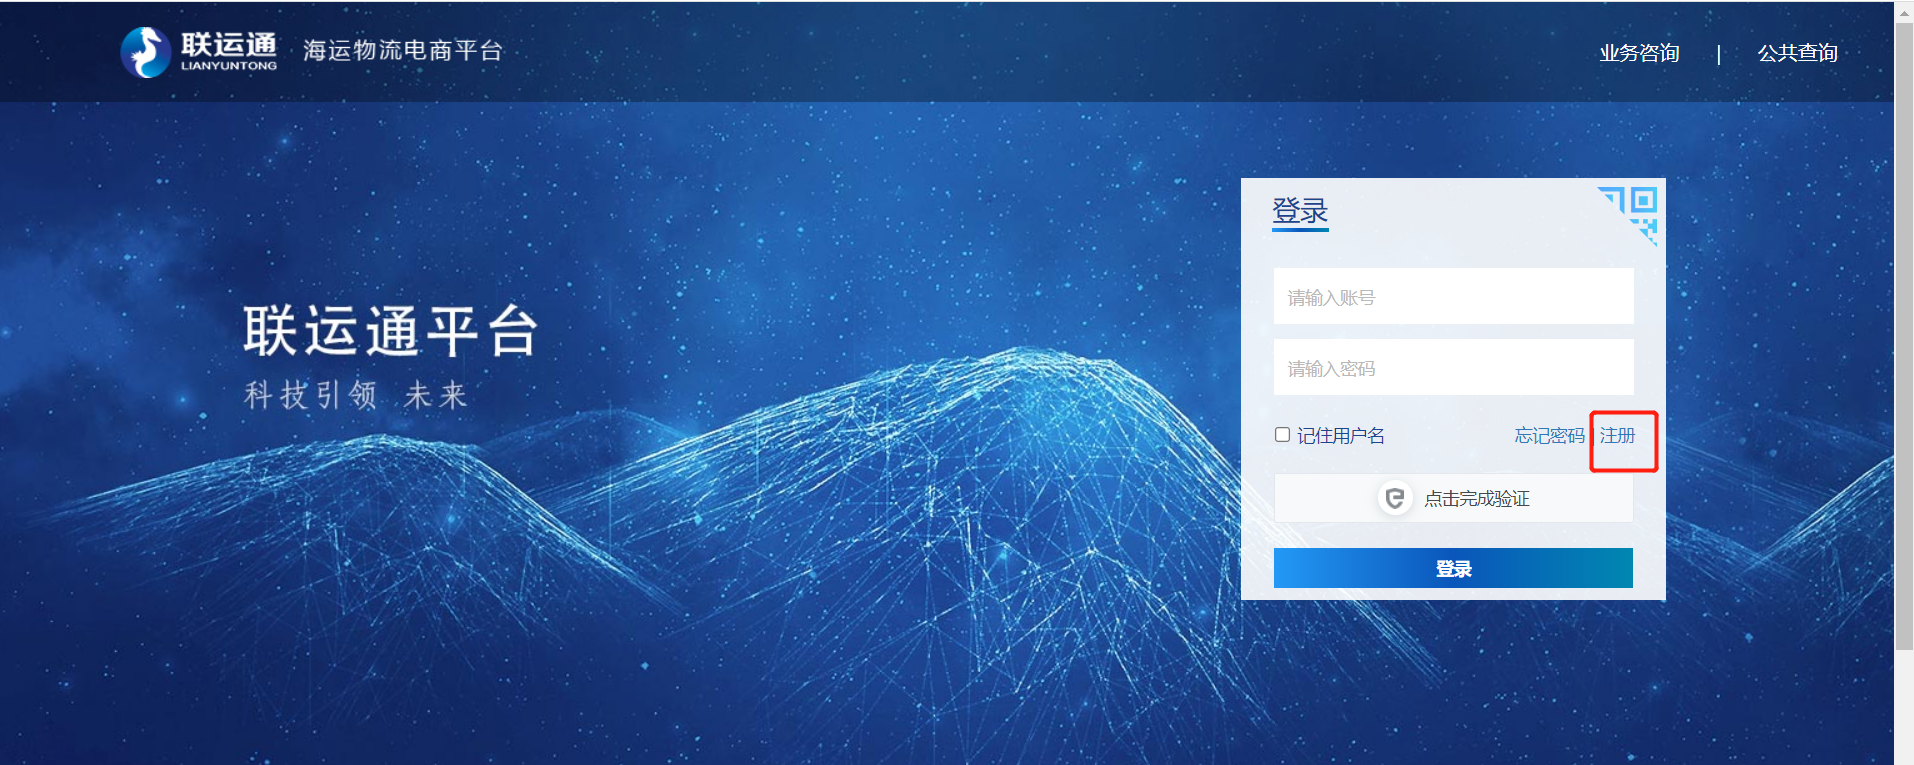 联运通
LIANYUNTONG
海运物流电商平台
业务咨询 | 公共查询
登录
请输入账号
联运通平台
请输入密码
科技引领 未来
记住用户名
忘记密码 | 注册
点击完成验证
登录